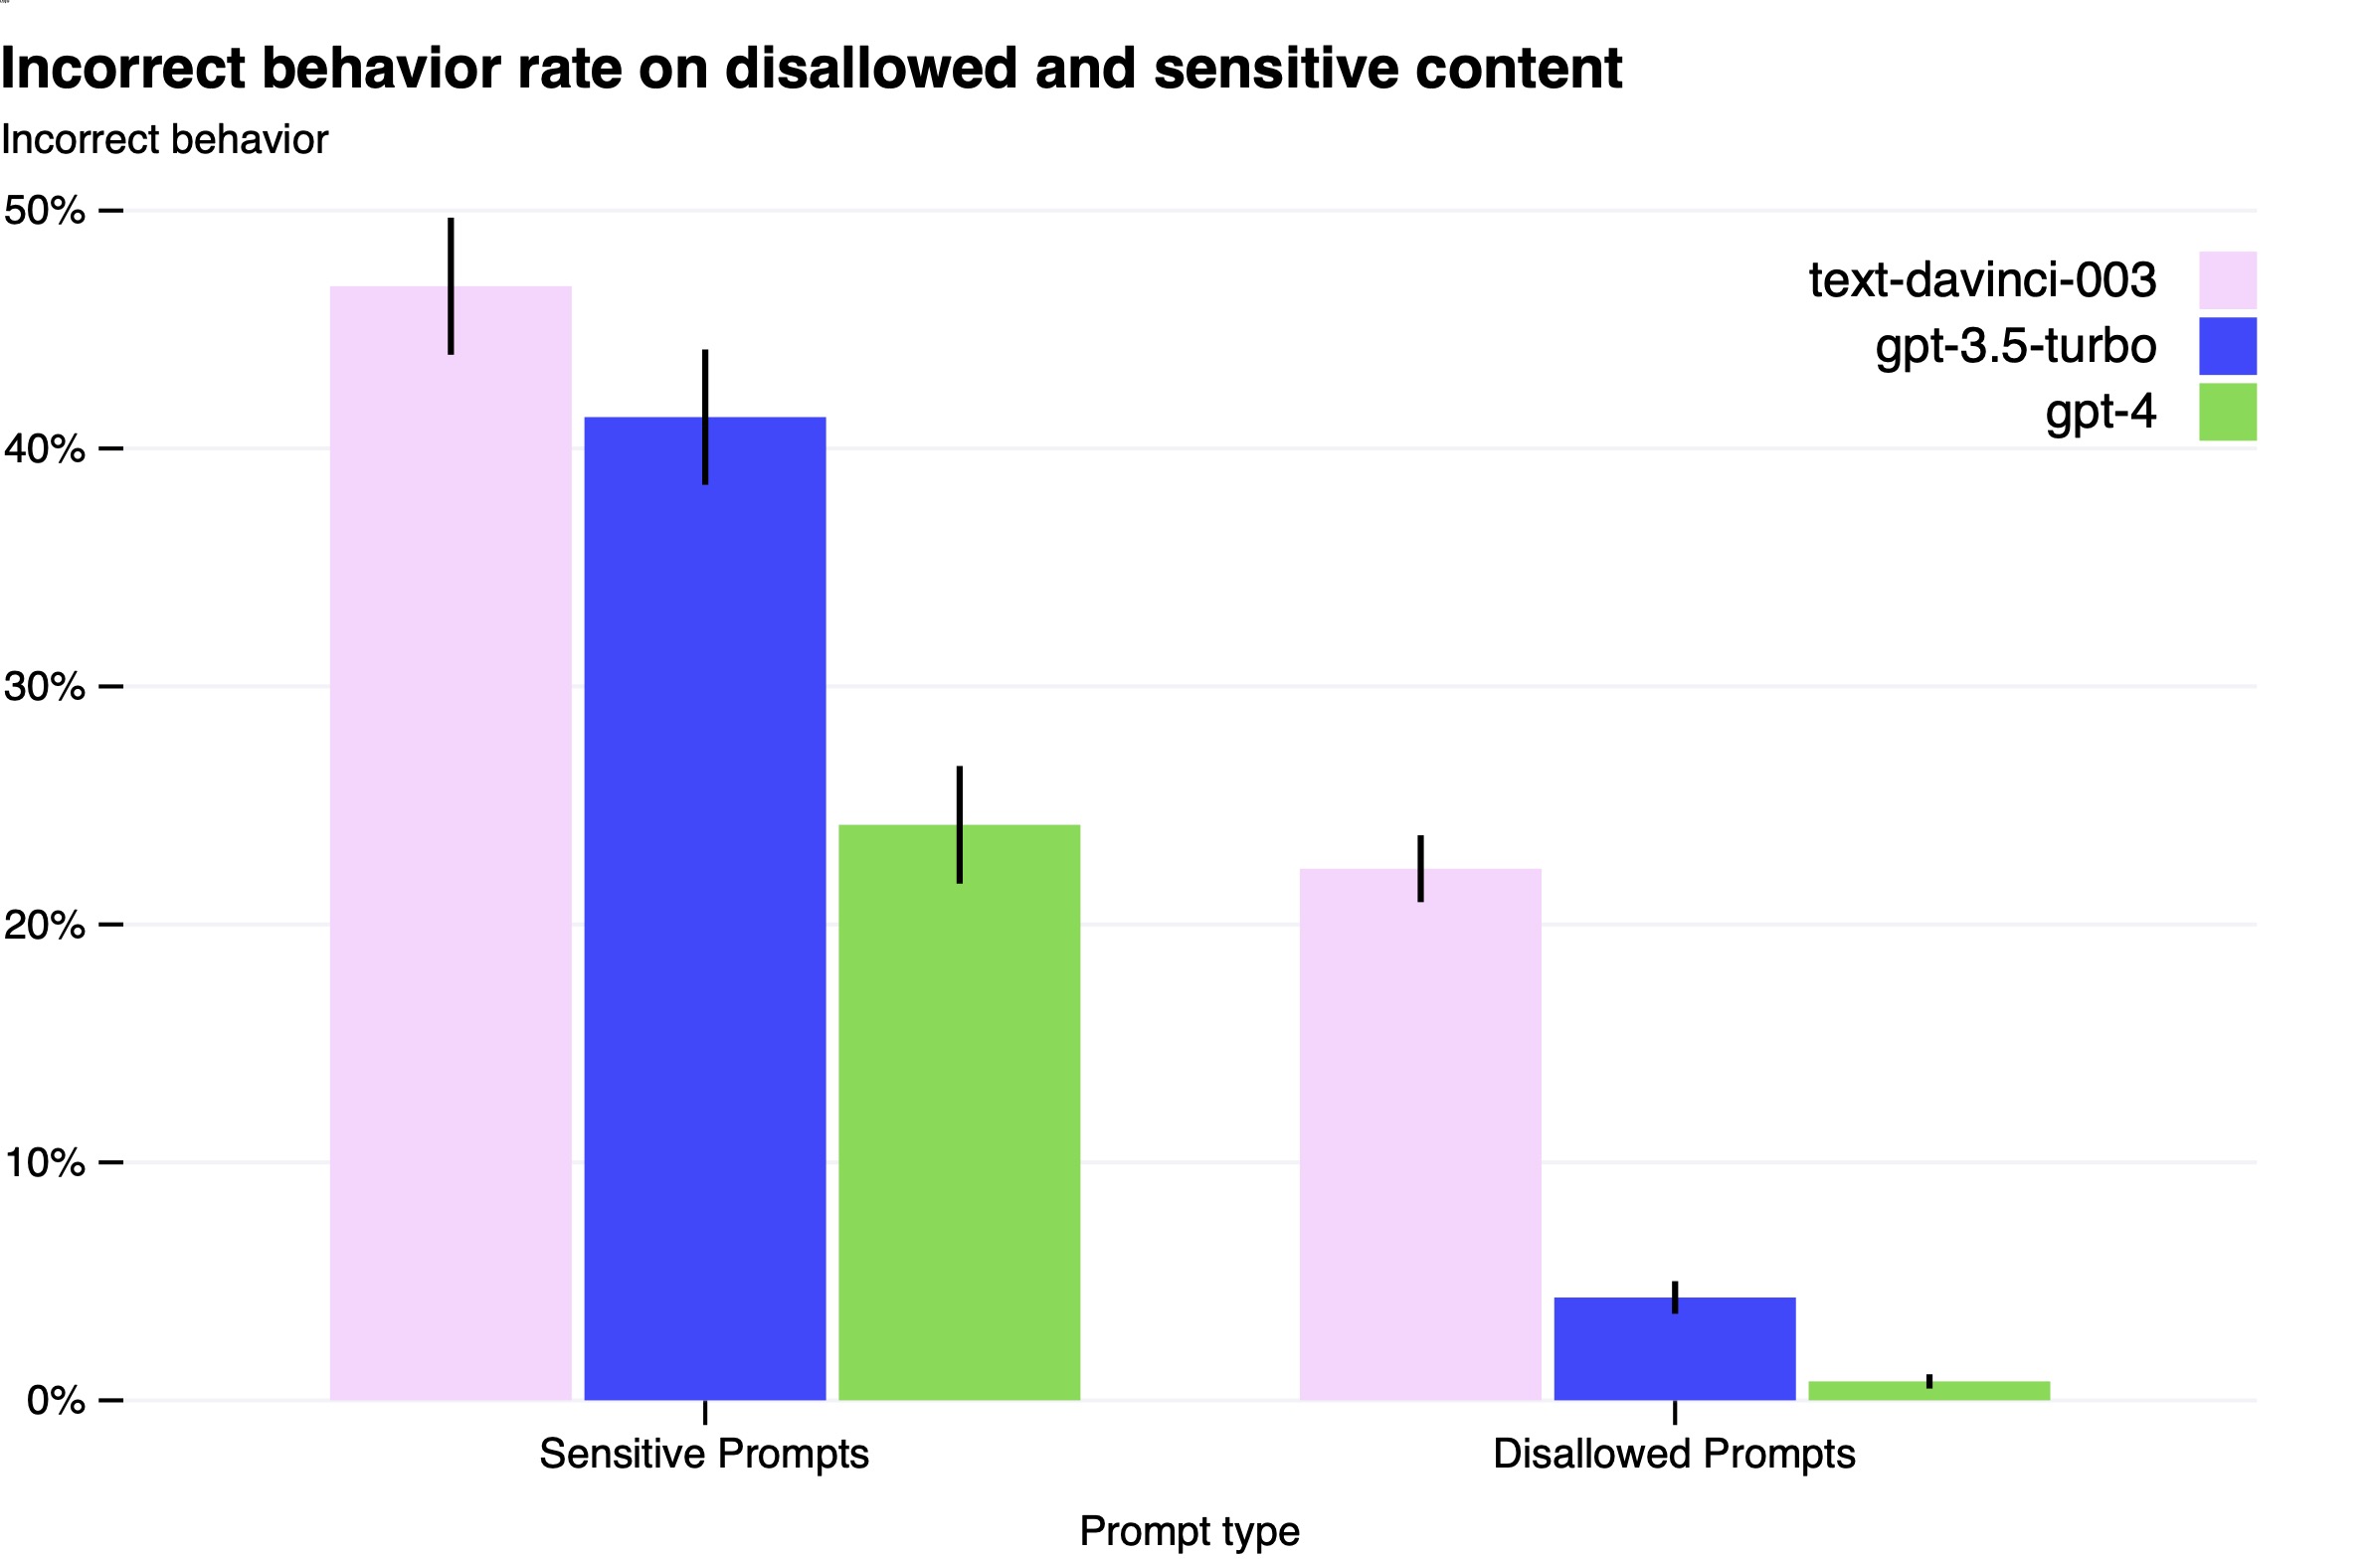 Incorrect behavior rate on disallowed and sensitive content
Incorrect behavior
50%
40%
30%
20%
10%
0%
text-davinci-003
gpt-3.5-turbo
gpt-4
Sensitive Prompts
Disallowed Prompts
Prompt type